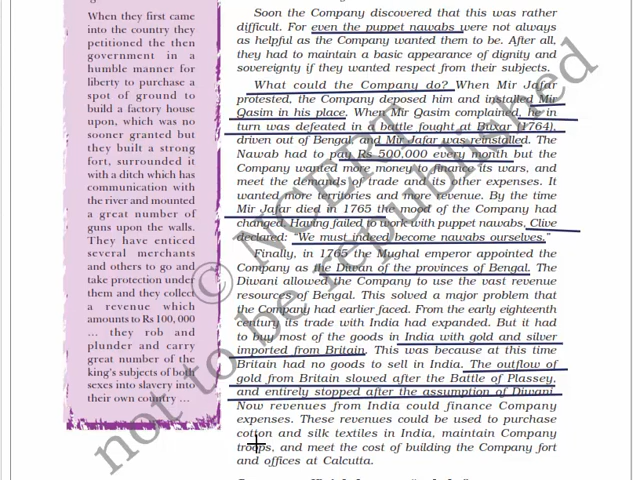 When they first came
into the country they
petitioned the then
government in a
humble manner for
liberty to purchase a
spot of ground to
build a factory house
upon, which was no
sooner granted but
they built a strong
fort, surrounded it
with a ditch which has
communication with
the river and mounted
a great number of
guns upon the walls.
They have enticed
several merchants
and others to go and
take protection under
them and they collect
a revenue which
amounts to Rs 100,000
… they rob and
plunder and carry
great number of the
king's subjects of both
sexes into slavery into
their own country …
Soon the Company discovered that this was rather
difficult. For even the puppet nawabs were not always
as helpful as the Company wanted them to be. After all,
they had to maintain a basic appearance of dignity and
sovereignty if they wanted respect from their subjects.
What could the Company do? When Mir Jafar
protested, the Company deposed him and installed Mir
Qasim in his place. When Mir Qasim complained, he in
turn was defeated in a battle fought at Buxar (1764),
driven out of Bengal, and Mir Jafar was reinstalled. The
Nawab had to pay Rs 500,000 every month but the
Company wanted more money to finance its wars, and
meet the demands of trade and its other expenses. It
wanted more territories and more revenue. By the time
Mir Jafar died in 1765 the mood of the Company had
changed. Having failed to work with puppet nawabs, Clive
declared: "We must indeed become nawabs ourselves."
Finally, in 1765 the Mughal emperor appointed the
Company as the Diwan of the provinces of Bengal. The
Diwani allowed the Company to use the vast revenue
resources of Bengal. This solved a major problem that
the Company had earlier faced. From the early eighteenth
century its trade with India had expanded. But it had
to buy most of the goods in India with gold and silver
imported from Britain. This was because at this time
Britain had no goods to sell in India. The outflow of
gold from Britain slowed after the Battle of Plassey,
and entirely stopped after the assumption of Diwani.
Now revenues from India could finance Company
expenses. These revenues could be used to purchase
cotton and silk textiles in India, maintain Company
troops, and meet the cost of building the Company fort
and offices at Calcutta.
© NCERT
not to be republished